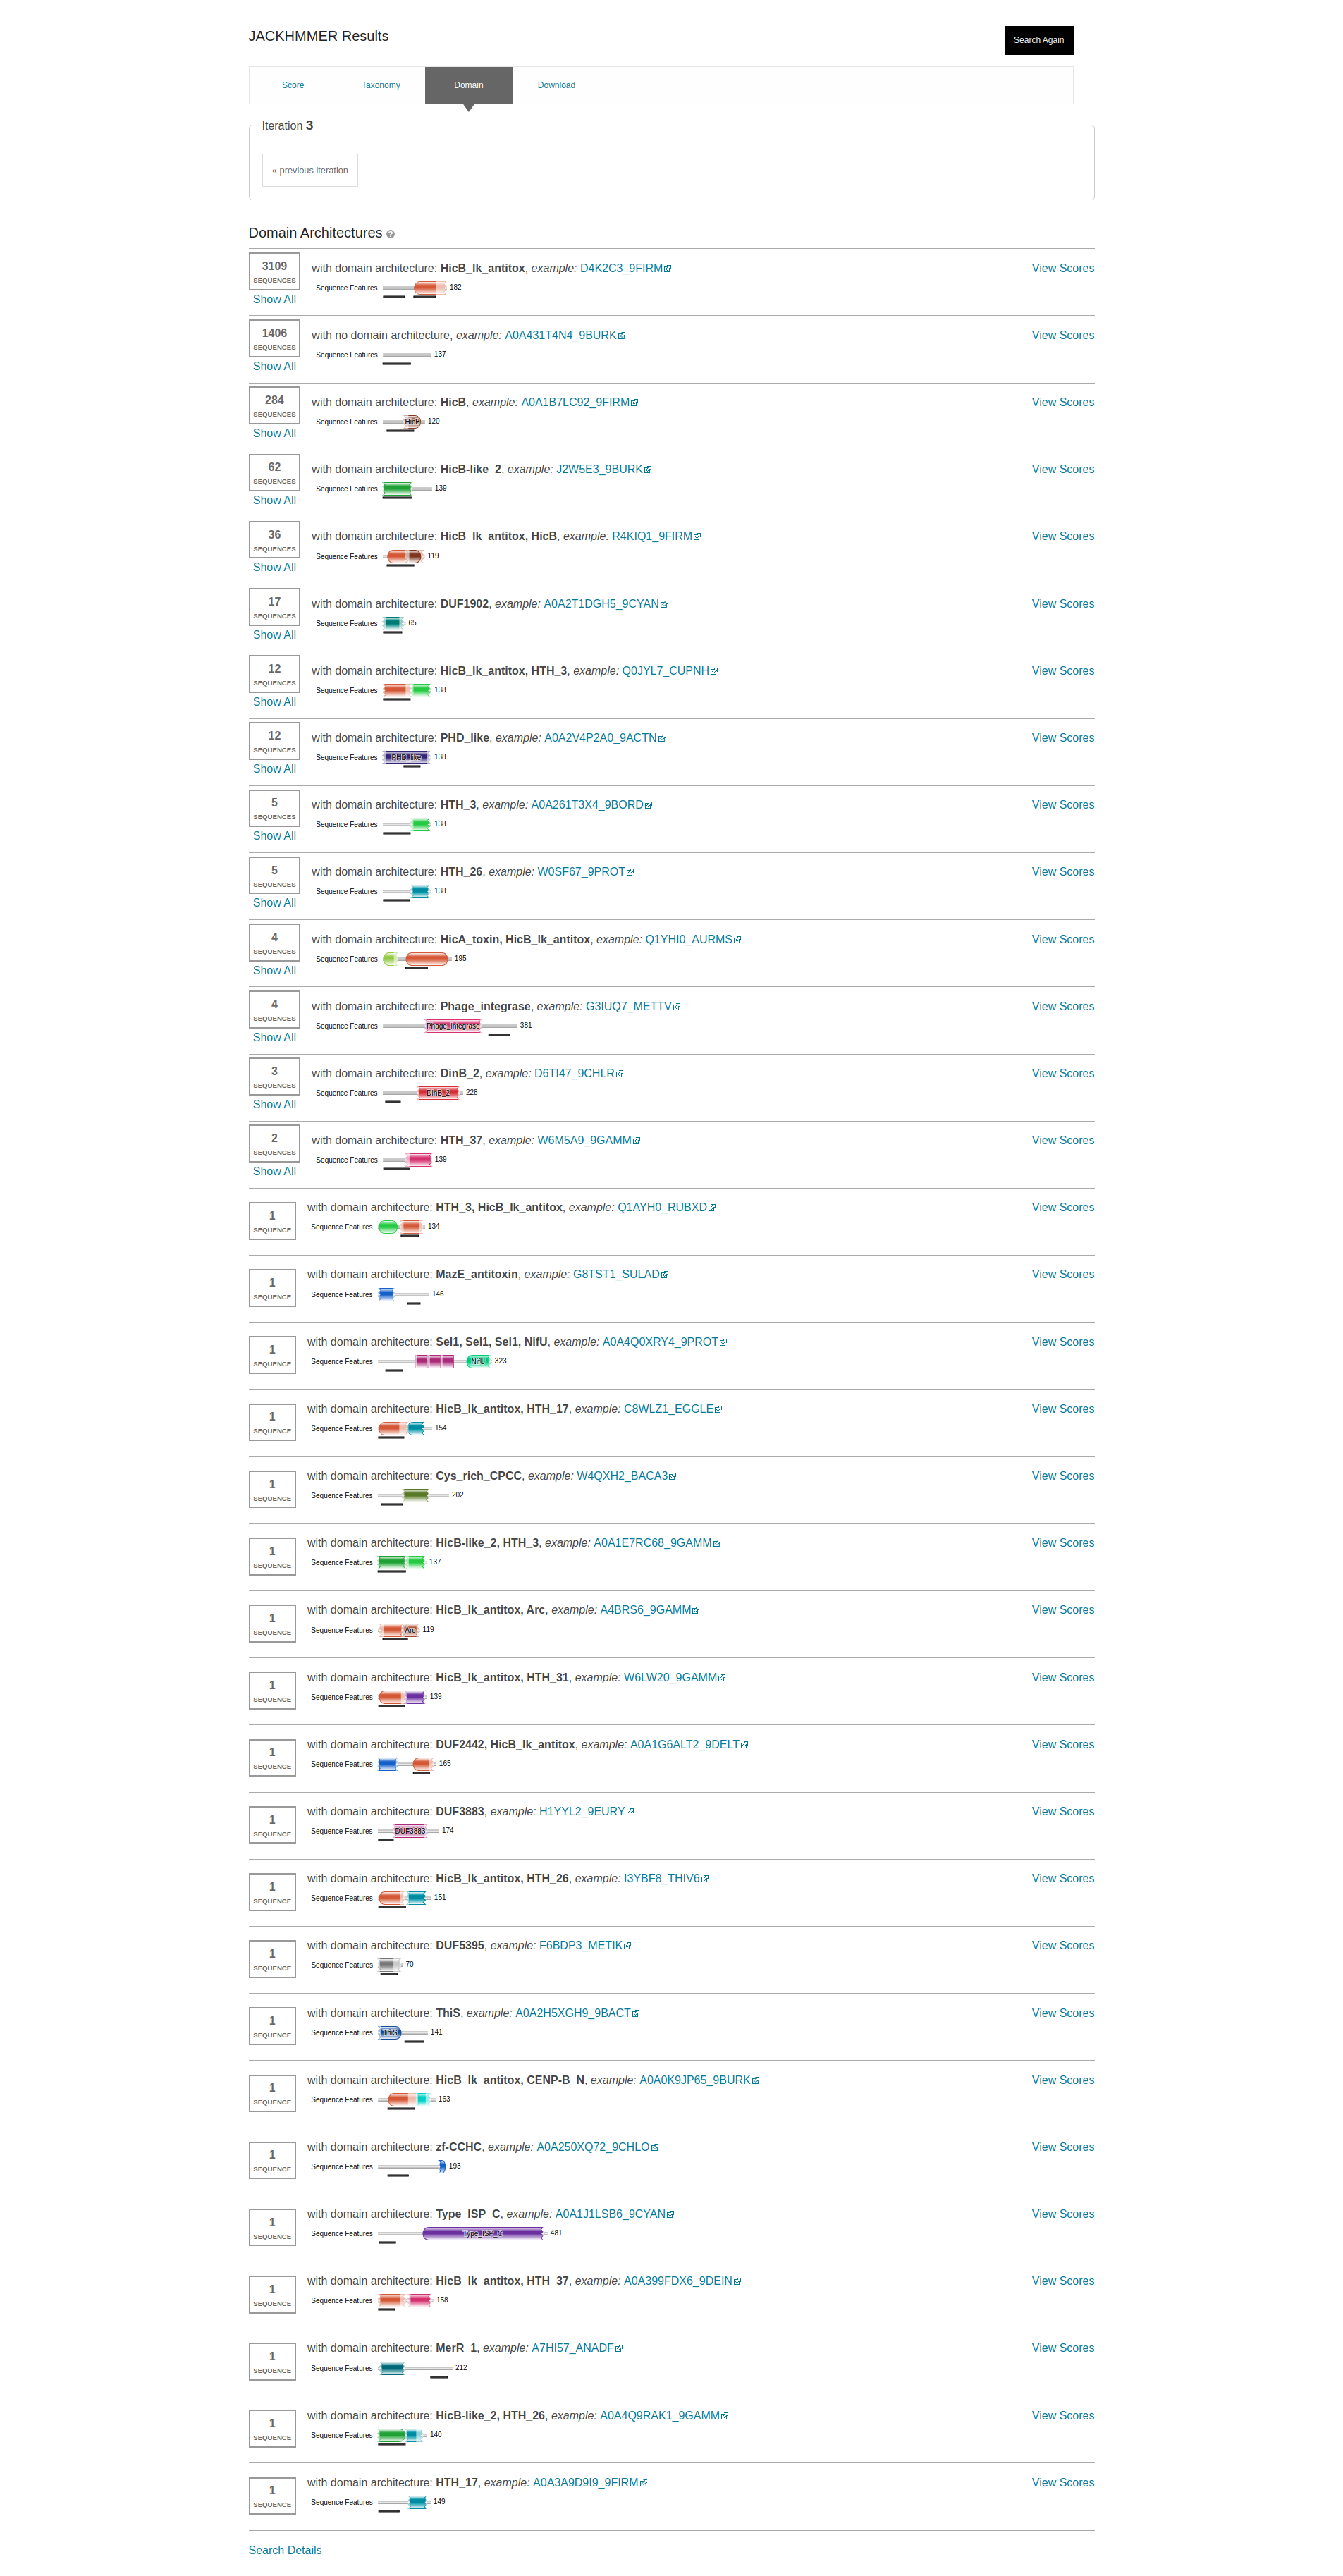 JACKHMMER Results
Search Again
Score Taxonomy Domain Download
Iteration 3
« previous iteration
Domain Architectures ?
3109 SEQUENCES Show All
with domain architecture: HicB_lk_antitox, example: D4K2C3_9FIRM View Scores
Sequence Features 182
1406 SEQUENCES Show All
with no domain architecture, example: A0A431T4N4_9BURK View Scores
Sequence Features 137
284 SEQUENCES Show All
with domain architecture: HicB, example: A0A1B7LC92_9FIRM View Scores
Sequence Features HicB 120
62 SEQUENCES Show All
with domain architecture: HicB-like_2, example: J2W5E3_9BURK View Scores
Sequence Features 139
36 SEQUENCES Show All
with domain architecture: HicB_lk_antitox, HicB, example: R4KIQ1_9FIRM View Scores
Sequence Features 119
17 SEQUENCES Show All
with domain architecture: DUF1902, example: A0A2T1DGH5_9CYAN View Scores
Sequence Features 65
12 SEQUENCES Show All
with domain architecture: HicB_lk_antitox, HTH_3, example: Q0JYL7_CUPNH View Scores
Sequence Features 138
12 SEQUENCES Show All
with domain architecture: PHD_like, example: A0A2V4P2A0_9ACTN View Scores
Sequence Features PHD_like 138
5 SEQUENCES Show All
with domain architecture: HTH_3, example: A0A261T3X4_9BORD View Scores
Sequence Features 138
5 SEQUENCES Show All
with domain architecture: HTH_26, example: W0SF67_9PROT View Scores
Sequence Features 138
4 SEQUENCES Show All
with domain architecture: HicA_toxin, HicB_lk_antitox, example: Q1YHI0_AURMS View Scores
Sequence Features 195
4 SEQUENCES Show All
with domain architecture: Phage_integrase, example: G3IUQ7_METTV View Scores
Sequence Features Phage_integrase 381
3 SEQUENCES Show All
with domain architecture: DinB_2, example: D6TI47_9CHLR View Scores
Sequence Features DinB_2 228
2 SEQUENCES Show All
with domain architecture: HTH_37, example: W6M5A9_9GAMM View Scores
Sequence Features 139
1 SEQUENCE
with domain architecture: HTH_3, HicB_lk_antitox, example: Q1AYH0_RUBXD View Scores
Sequence Features 134
1 SEQUENCE
with domain architecture: MazE_antitoxin, example: G8TST1_SULAD View Scores
Sequence Features 146
1 SEQUENCE
with domain architecture: Sel1, Sel1, Sel1, NifU, example: A0A4Q0XRY4_9PROT View Scores
Sequence Features NifU 323
1 SEQUENCE
with domain architecture: HicB_lk_antitox, HTH_17, example: C8WLZ1_EGGLE View Scores
Sequence Features 154
1 SEQUENCE
with domain architecture: Cys_rich_CPCC, example: W4QXH2_BACA3 View Scores
Sequence Features 202
1 SEQUENCE
with domain architecture: HicB-like_2, HTH_3, example: A0A1E7RC68_9GAMM View Scores
Sequence Features 137
1 SEQUENCE
with domain architecture: HicB_lk_antitox, Arc, example: A4BRS6_9GAMM View Scores
Sequence Features Arc 119
1 SEQUENCE
with domain architecture: HicB_lk_antitox, HTH_31, example: W6LW20_9GAMM View Scores
Sequence Features 139
1 SEQUENCE
with domain architecture: DUF2442, HicB_lk_antitox, example: A0A1G6ALT2_9DELT View Scores
Sequence Features 165
1 SEQUENCE
with domain architecture: DUF3883, example: H1YYL2_9EURY View Scores
Sequence Features DUF3883 174
1 SEQUENCE
with domain architecture: HicB_lk_antitox, HTH_26, example: I3YBF8_THIV6 View Scores
Sequence Features 151
1 SEQUENCE
with domain architecture: DUF5395, example: F6BDP3_METIK View Scores
Sequence Features 70
1 SEQUENCE
with domain architecture: ThiS, example: A0A2H5XGH9_9BACT View Scores
Sequence Features ThiS 141
1 SEQUENCE
with domain architecture: HicB_lk_antitox, CENP-B_N, example: A0A0K9JP65_9BURK View Scores
Sequence Features 163
1 SEQUENCE
with domain architecture: zf-CCHC, example: A0A250XQ72_9CHLO View Scores
Sequence Features 193
1 SEQUENCE
with domain architecture: Type_ISP_C, example: A0A1J1LSB6_9CYAN View Scores
Sequence Features Type_ISP_C 481
1 SEQUENCE
with domain architecture: HicB_lk_antitox, HTH_37, example: A0A399FDX6_9DEIN View Scores
Sequence Features 158
1 SEQUENCE
with domain architecture: MerR_1, example: A7HI57_ANADF View Scores
Sequence Features 212
1 SEQUENCE
with domain architecture: HicB-like_2, HTH_26, example: A0A4Q9RAK1_9GAMM View Scores
Sequence Features 140
1 SEQUENCE
with domain architecture: HTH_17, example: A0A3A9D9I9_9FIRM View Scores
Sequence Features 149
Search Details